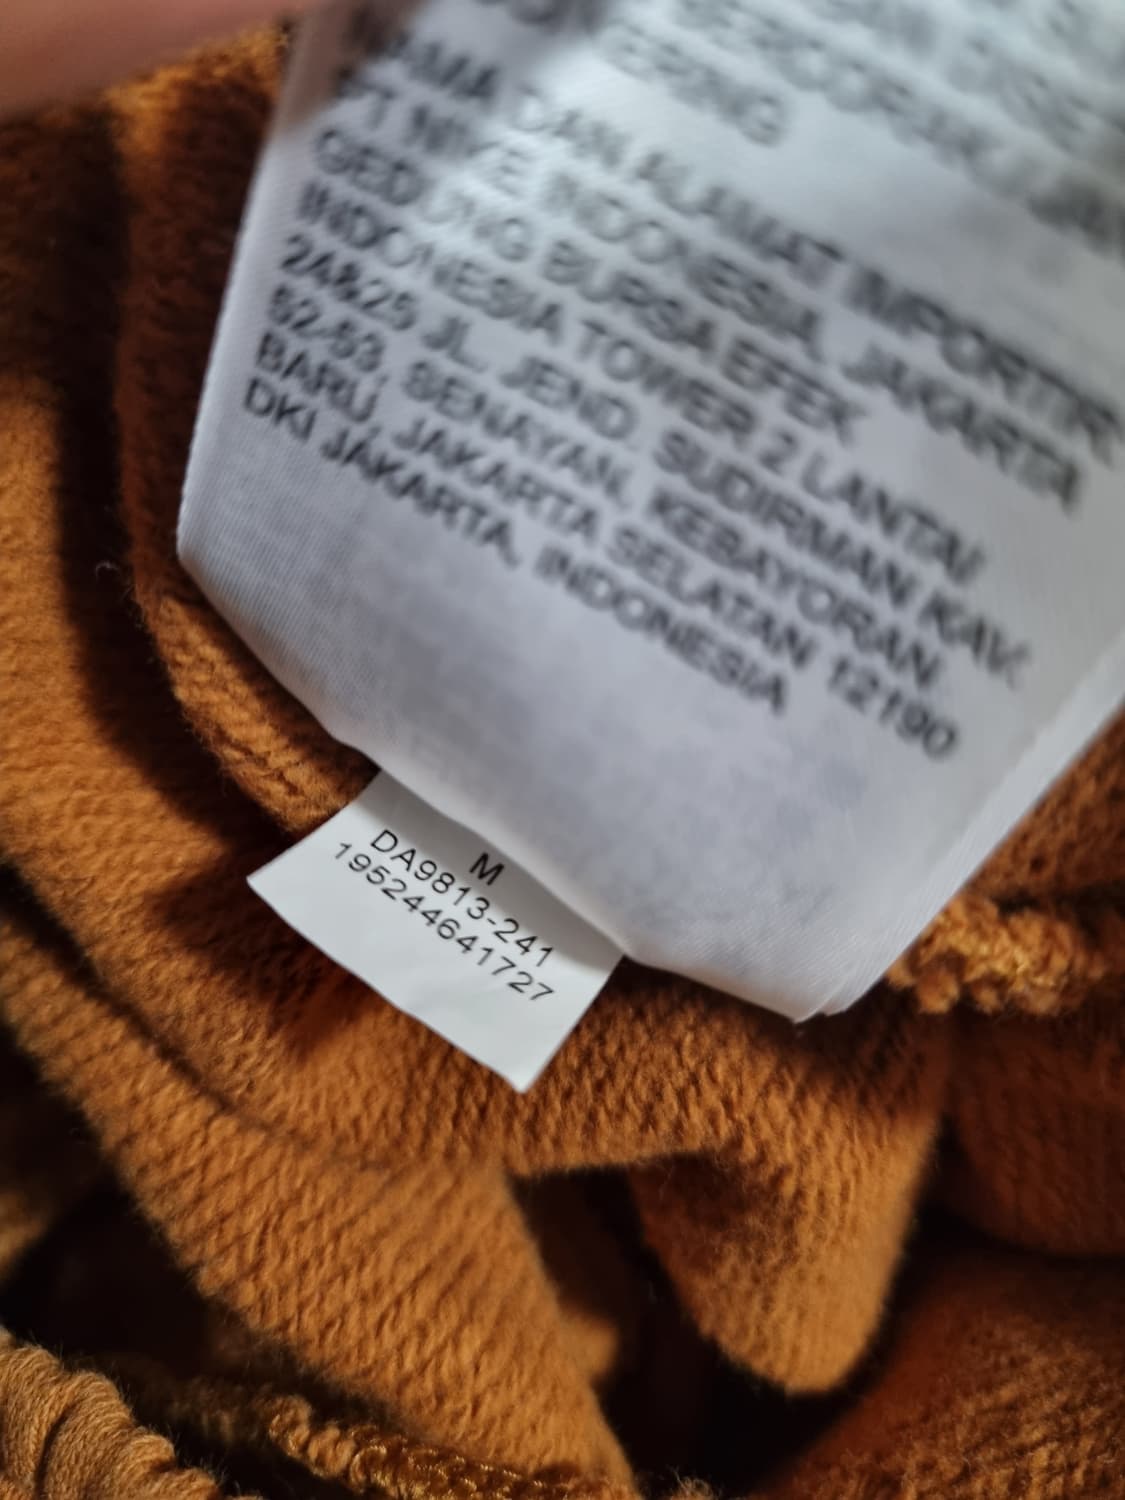 DAN ALAMAT IMPORTIR
PT NIKE INDONESIA, JAKARTA
GEDUNG BURSA EFEK
INDONESIA TOWER 2 LANTAI
24&25 JL. JEND. SUDIRMAN KAV.
52-53, SENAYAN, KEBAYORAN
BARU, JAKARTA SELATAN 12190
DKI JAKARTA, INDONESIA
M
DA9813-241
195244641727